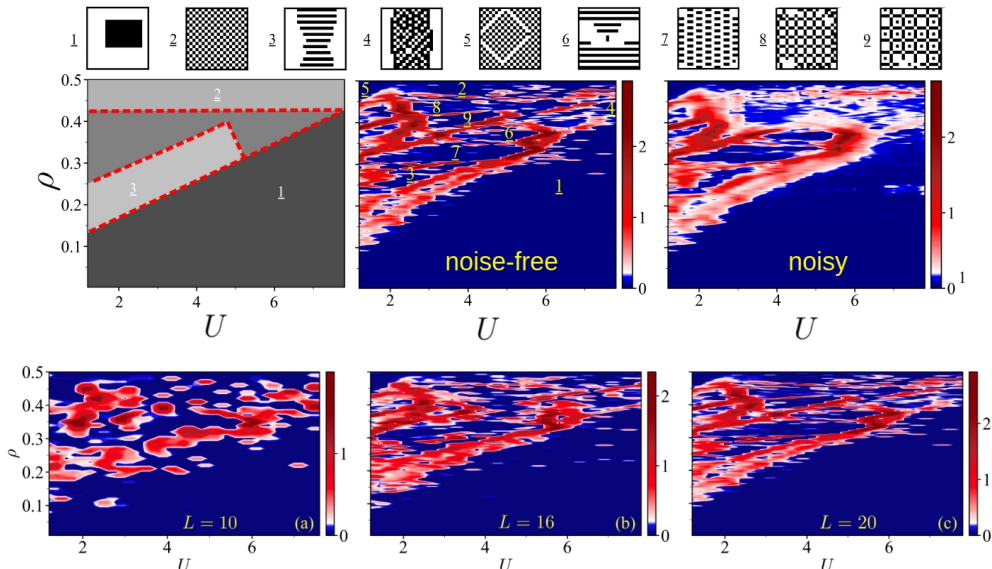 1 2 3 4 5 6 7 8 9
0.5
0.4
0.3
0.2
0.1
ρ
2
3
1
2 4 6
U
5 2 4
8 9 6
7
3 1
noise-free
2
1
0
2 4 6
U
noisy
2
1
0 1
2 4 6
U
0.5
0.4
0.3
0.2
0.1
ρ
L = 10 (a)
1
0
2 4 6
U
L = 16 (b)
2
1
0
2 4 6
U
L = 20 (c)
2
1
0
2 4 6
U